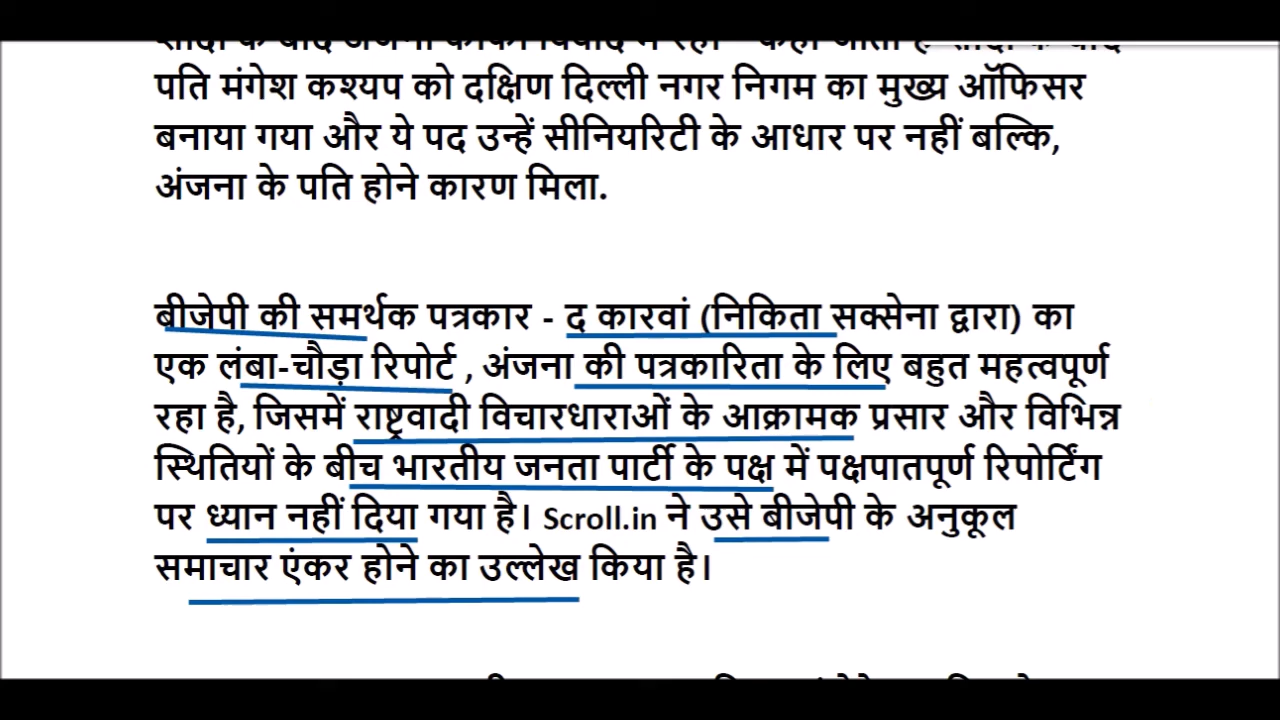 पति मंगेश कश्यप को दक्षिण दिल्ली नगर निगम का मुख्य ऑफिसर
बनाया गया और ये पद उन्हें सीनियरिटी के आधार पर नहीं बल्कि,
अंजना के पति होने कारण मिला.
बीजेपी की समर्थक पत्रकार - द कारवां (निकिता सक्सेना द्वारा) का
एक लंबा-चौड़ा रिपोर्ट , अंजना की पत्रकारिता के लिए बहुत महत्वपूर्ण
रहा है, जिसमें राष्ट्रवादी विचारधाराओं के आक्रामक प्रसार और विभिन्न
स्थितियों के बीच भारतीय जनता पार्टी के पक्ष में पक्षपातपूर्ण रिपोर्टिंग
पर ध्यान नहीं दिया गया है। Scroll.in ने उसे बीजेपी के अनुकूल
समाचार एंकर होने का उल्लेख किया है।